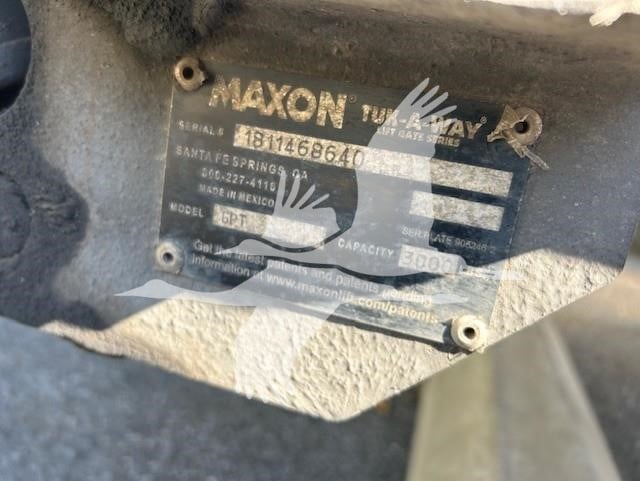 MAXON® TUK-A-WAY®
LIFT GATE SERIES
SERIAL # 1811468640
SANTA FE SPRINGS, CA
800-227-4116
MADE IN MEXICO
SER.PLATE
MODEL GPT CAPACITY 3000
Get the latest patents and patents pending
information at www.maxonlift.com/patents